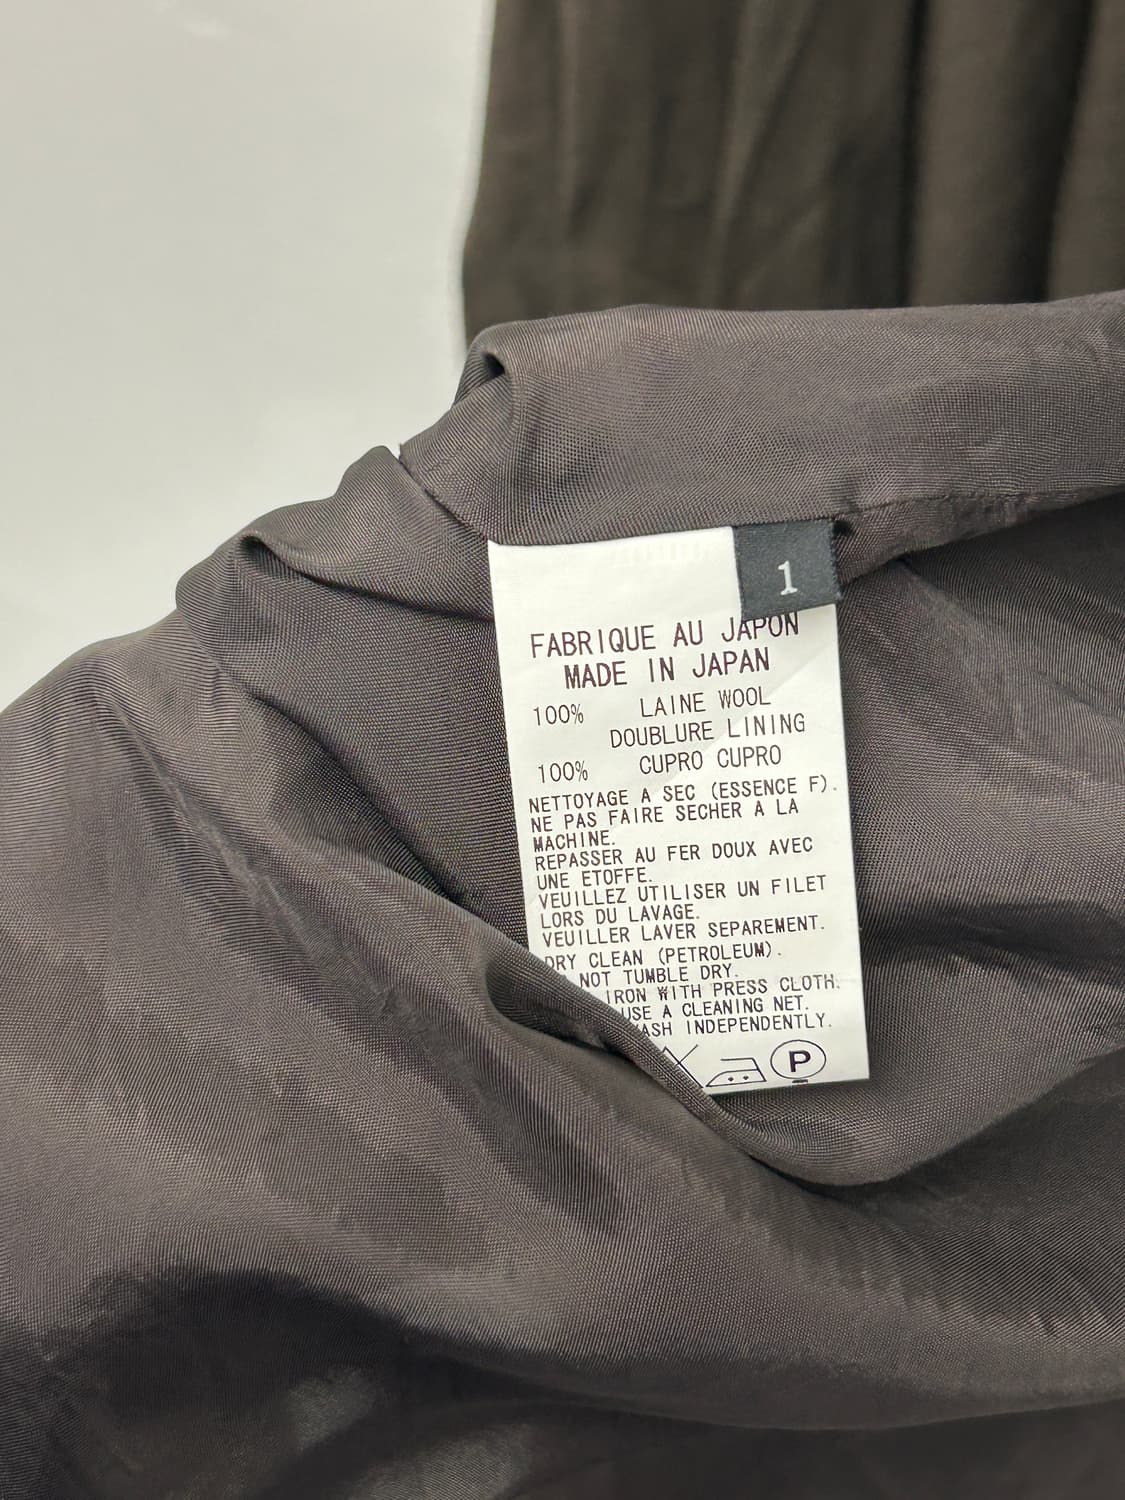 1
FABRIQUE AU JAPON
MADE IN JAPAN
100% LAINE WOOL
DOUBLURE LINING
100% CUPRO CUPRO
NETTOYAGE A SEC (ESSENCE F).
NE PAS FAIRE SECHER A LA
MACHINE.
REPASSER AU FER DOUX AVEC
UNE ETOFFE.
VEUILLEZ UTILISER UN FILET
LORS DU LAVAGE.
VEUILLER LAVER SEPAREMENT.
DRY CLEAN (PETROLEUM).
NOT TUMBLE DRY.
IRON WITH PRESS CLOTH.
USE A CLEANING NET.
ASH INDEPENDENTLY.
P